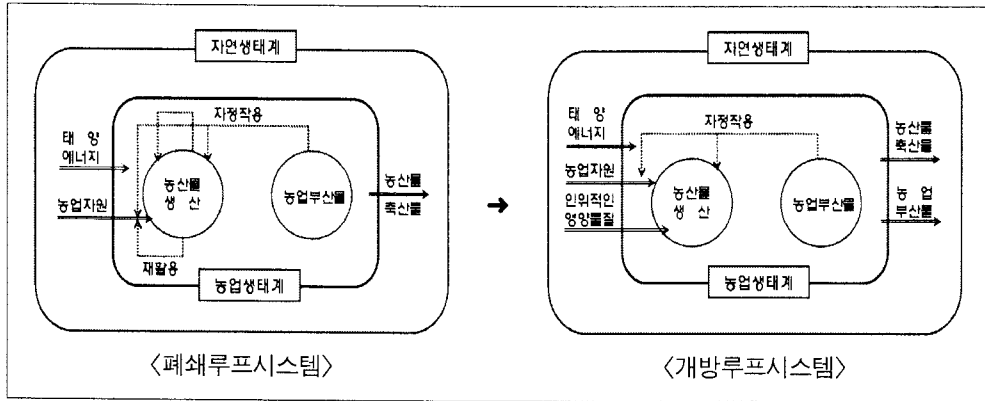 자연생태계
자정작용
태 양
에너지
농업자원
농산물
생 산
농업부산물
농산물
축산물
재활용
농업생태계
<폐쇄루프시스템>
→
자연생태계
자정작용
태 양
에너지
농업자원
인위적인
영양물질
농산물
생 산
농업부산물
농산물
축산물
농 업
부산물
농업생태계
<개방루프시스템>